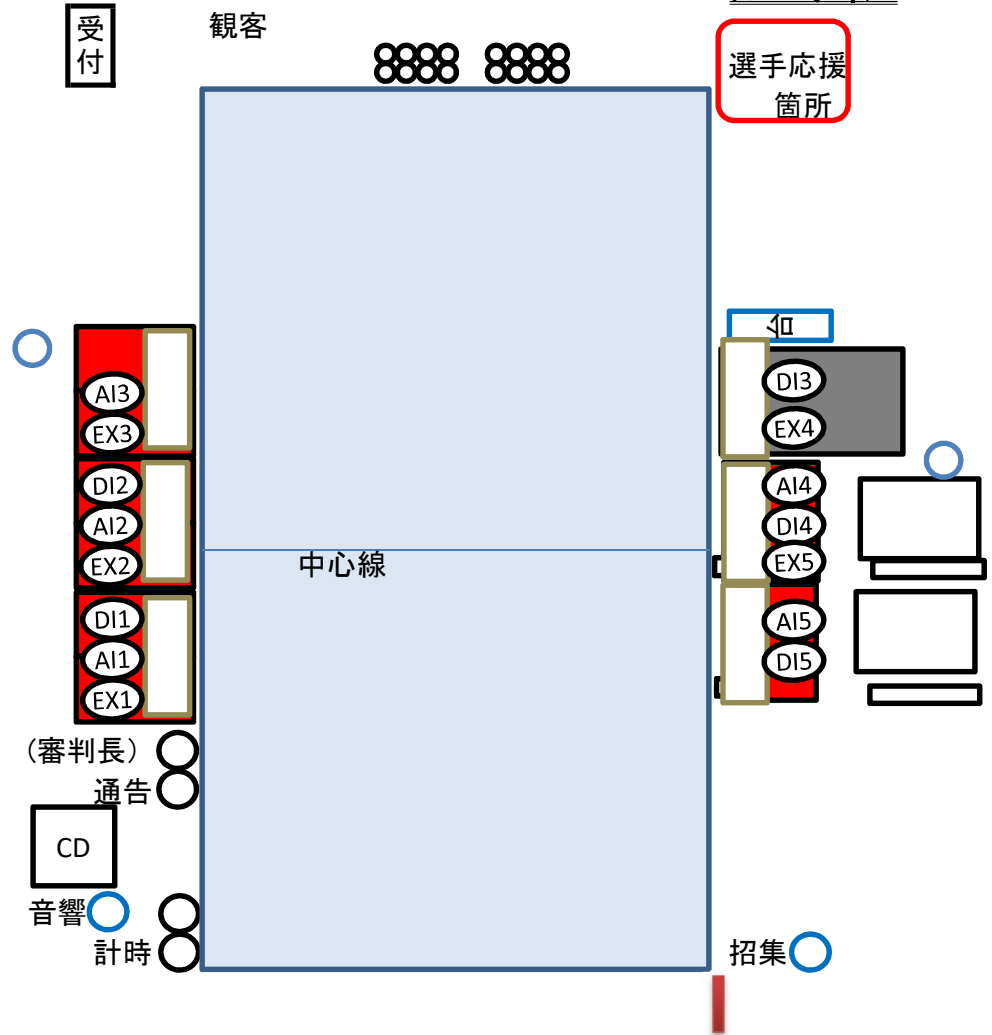 受
付
観客
選手応援
箇所
台
AI3
EX3
DI2
AI2
EX2
DI1
AI1
EX1
DI3
EX4
AI4
DI4
EX5
AI5
DI5
中心線
（審判長）
通告
CD
音響
計時
招集